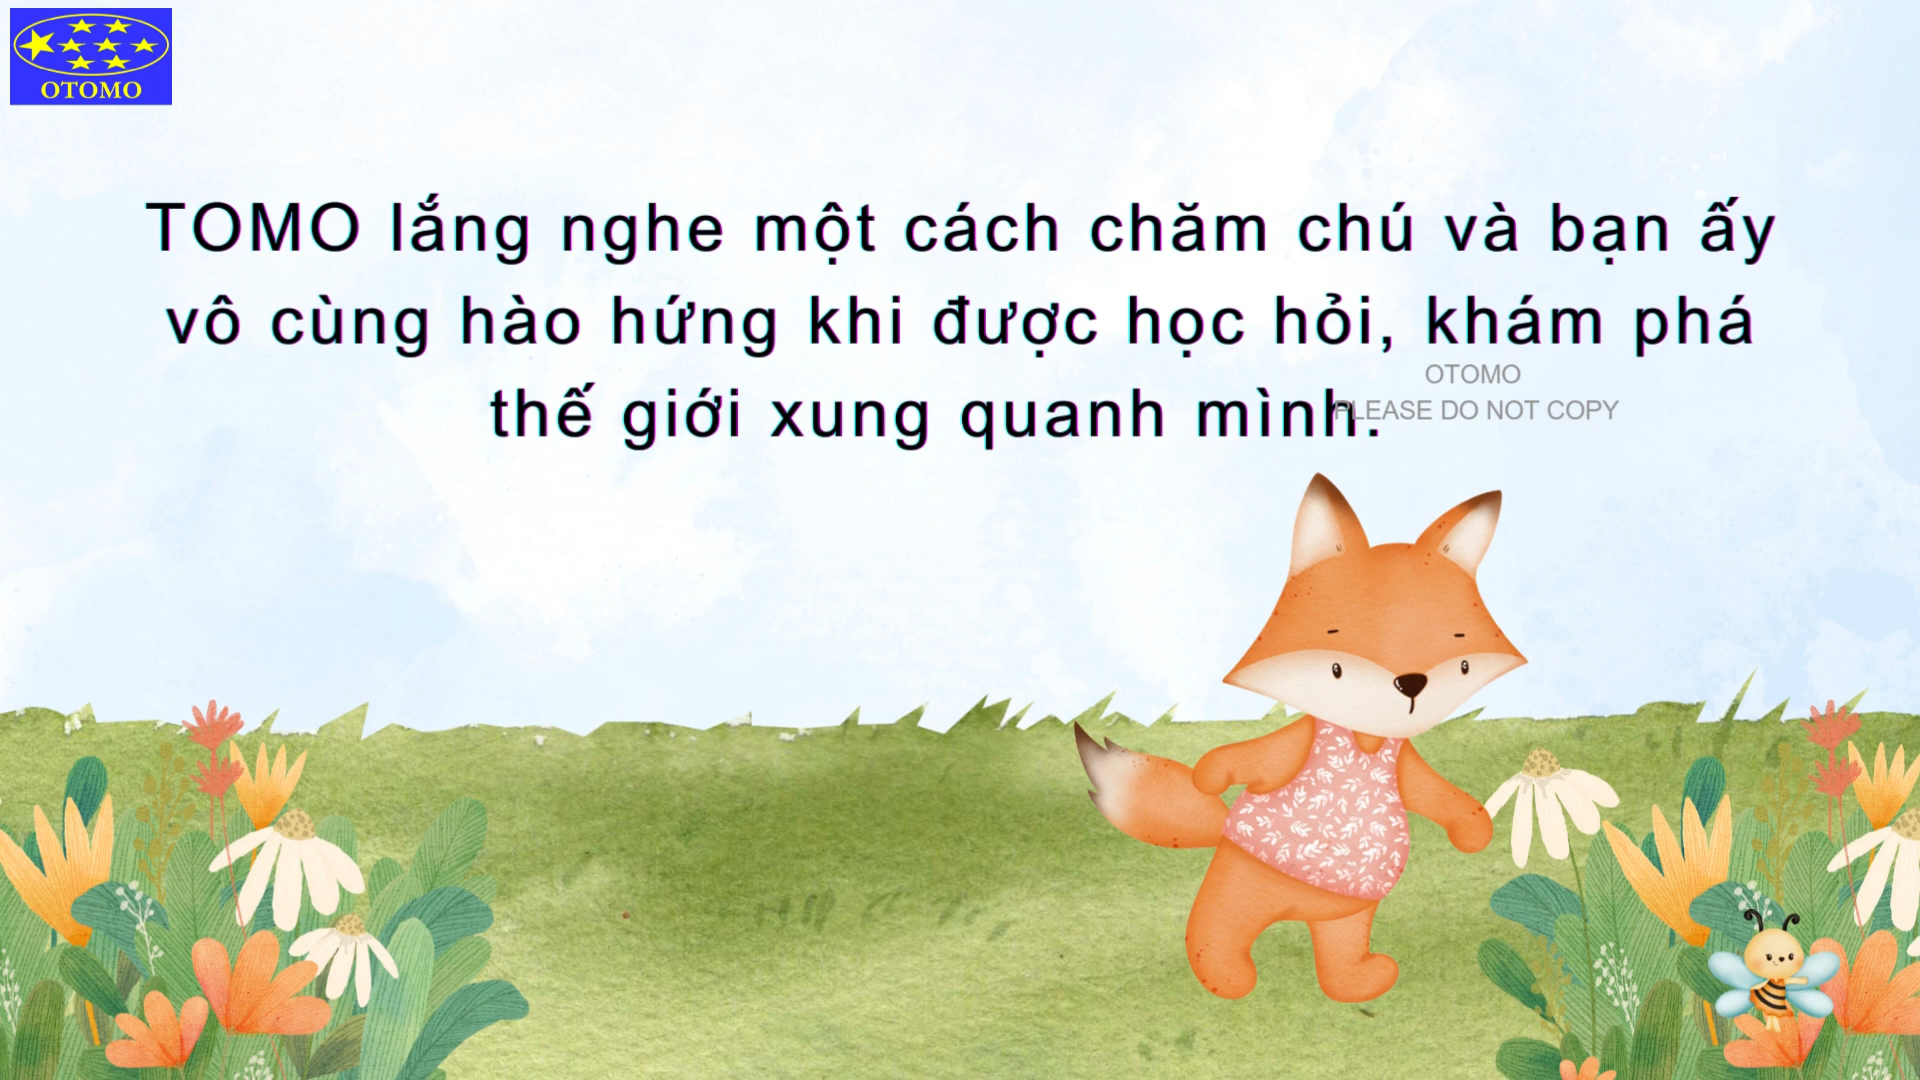 OTOMO
TOMO lắng nghe một cách chăm chú và bạn ấy
vô cùng hào hứng khi được học hỏi, khám phá
thế giới xung quanh mình.
OTOMO
PLEASE DO NOT COPY